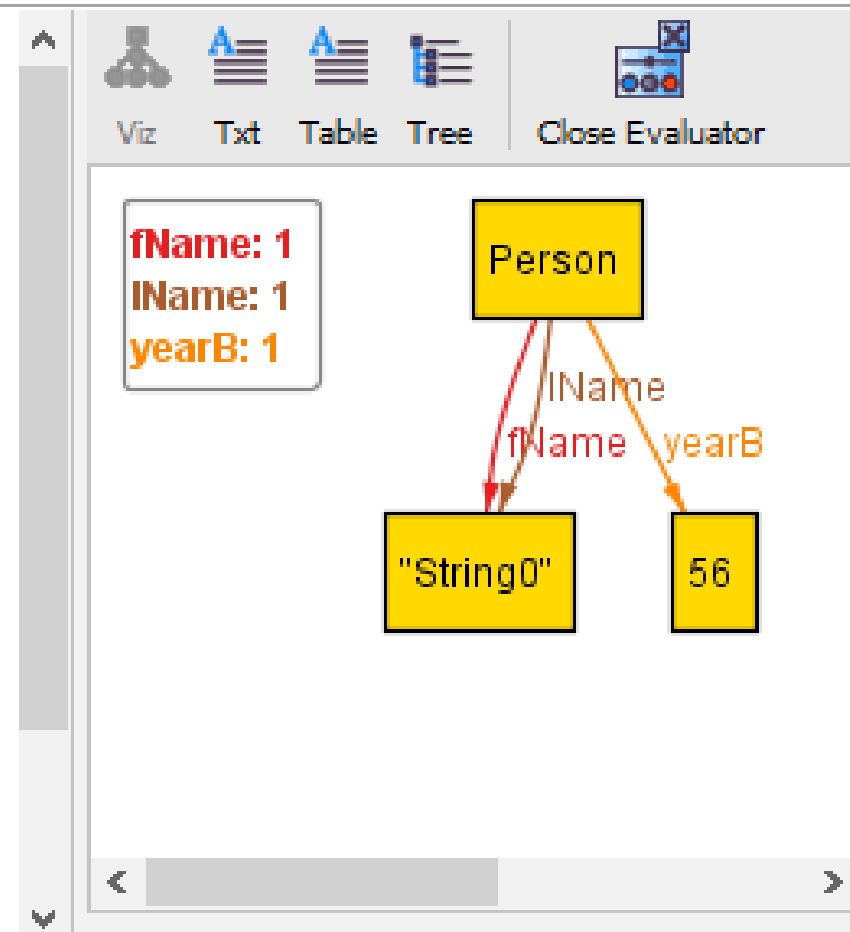 Viz Txt Table Tree Close Evaluator
fName: 1
lName: 1
yearB: 1
Person
lName
fName yearB
"String0" 56